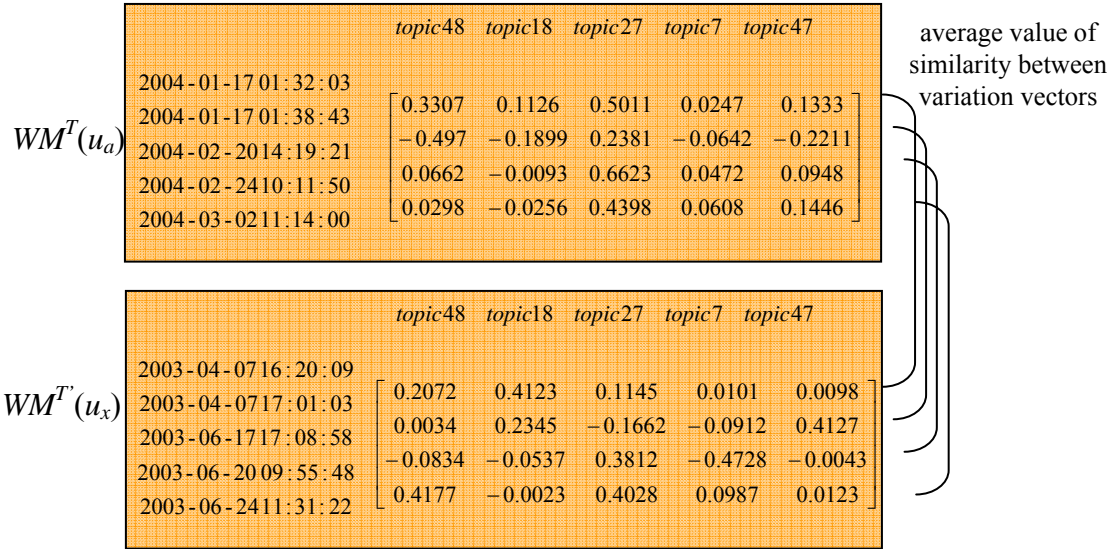 topic48 topic18 topic27 topic7 topic47
average value of
similarity between
variation vectors
2004-01-17 01:32:03
2004-01-17 01:38:43
2004-02-20 14:19:21
2004-02-24 10:11:50
2004-03-02 11:14:00
WM^T(u_a)
0.3307 0.1126 0.5011 0.0247 0.1333
−0.497 −0.1899 0.2381 −0.0642 −0.2211
0.0662 −0.0093 0.6623 0.0472 0.0948
0.0298 −0.0256 0.4398 0.0608 0.1446
topic48 topic18 topic27 topic7 topic47
2003-04-07 16:20:09
2003-04-07 17:01:03
2003-06-17 17:08:58
2003-06-20 09:55:48
2003-06-24 11:31:22
WM^T'(u_x)
0.2072 0.4123 0.1145 0.0101 0.0098
0.0034 0.2345 −0.1662 −0.0912 0.4127
−0.0834 −0.0537 0.3812 −0.4728 −0.0043
0.4177 −0.0023 0.4028 0.0987 0.0123